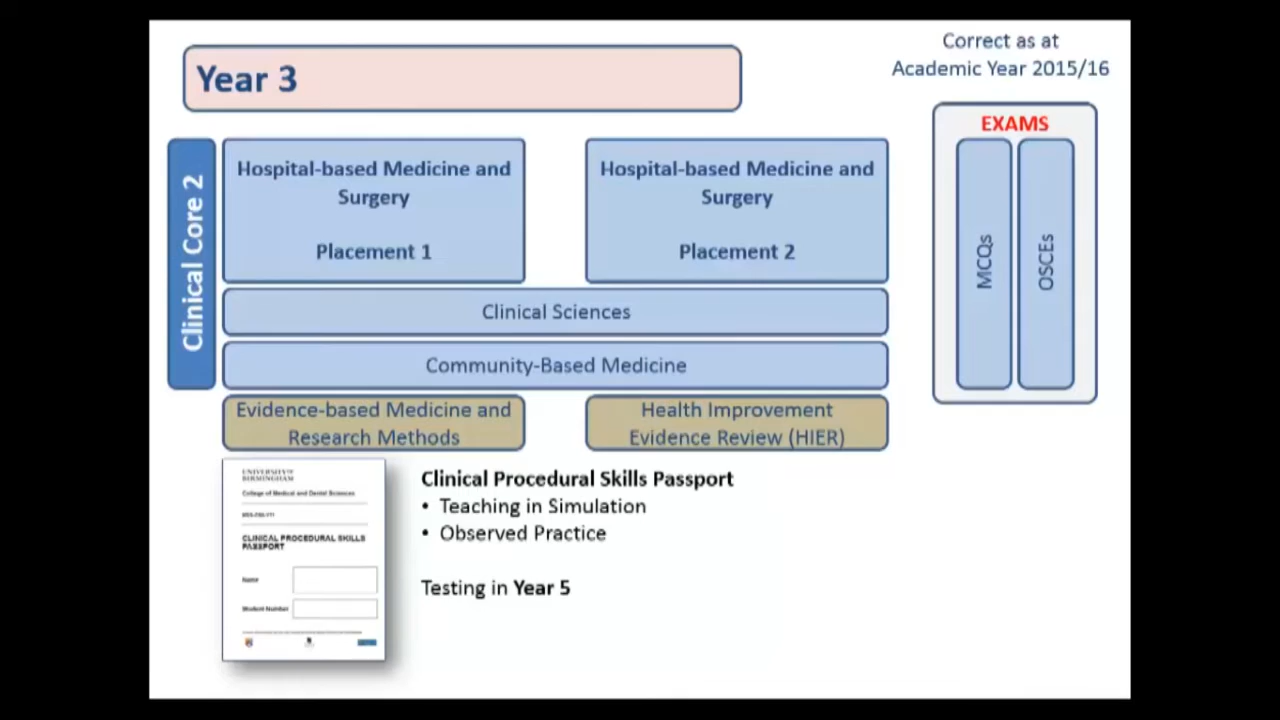 Correct as at
Academic Year 2015/16
Year 3
EXAMS
Clinical Core 2
Hospital-based Medicine and
Surgery
Placement 1
Hospital-based Medicine and
Surgery
Placement 2
MCQs
OSCEs
Clinical Sciences
Community-Based Medicine
Evidence-based Medicine and
Research Methods
Health Improvement
Evidence Review (HIER)
UNIVERSITY OF
BIRMINGHAM
College of Medical and Dental Sciences
CLINICAL PROCEDURAL SKILLS
PASSPORT
Name
Student Number
Clinical Procedural Skills Passport
• Teaching in Simulation
• Observed Practice
Testing in Year 5